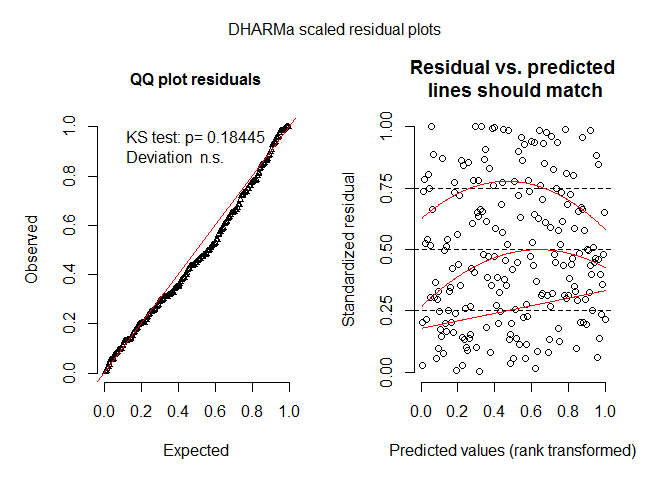 DHARMa scaled residual plots
QQ plot residuals
KS test: p= 0.18445
Deviation n.s.
Observed
0.0 0.2 0.4 0.6 0.8 1.0
0.0 0.2 0.4 0.6 0.8 1.0
Expected
Residual vs. predicted
lines should match
Standardized residual
0.00 0.25 0.50 0.75 1.00
0.0 0.2 0.4 0.6 0.8 1.0
Predicted values (rank transformed)